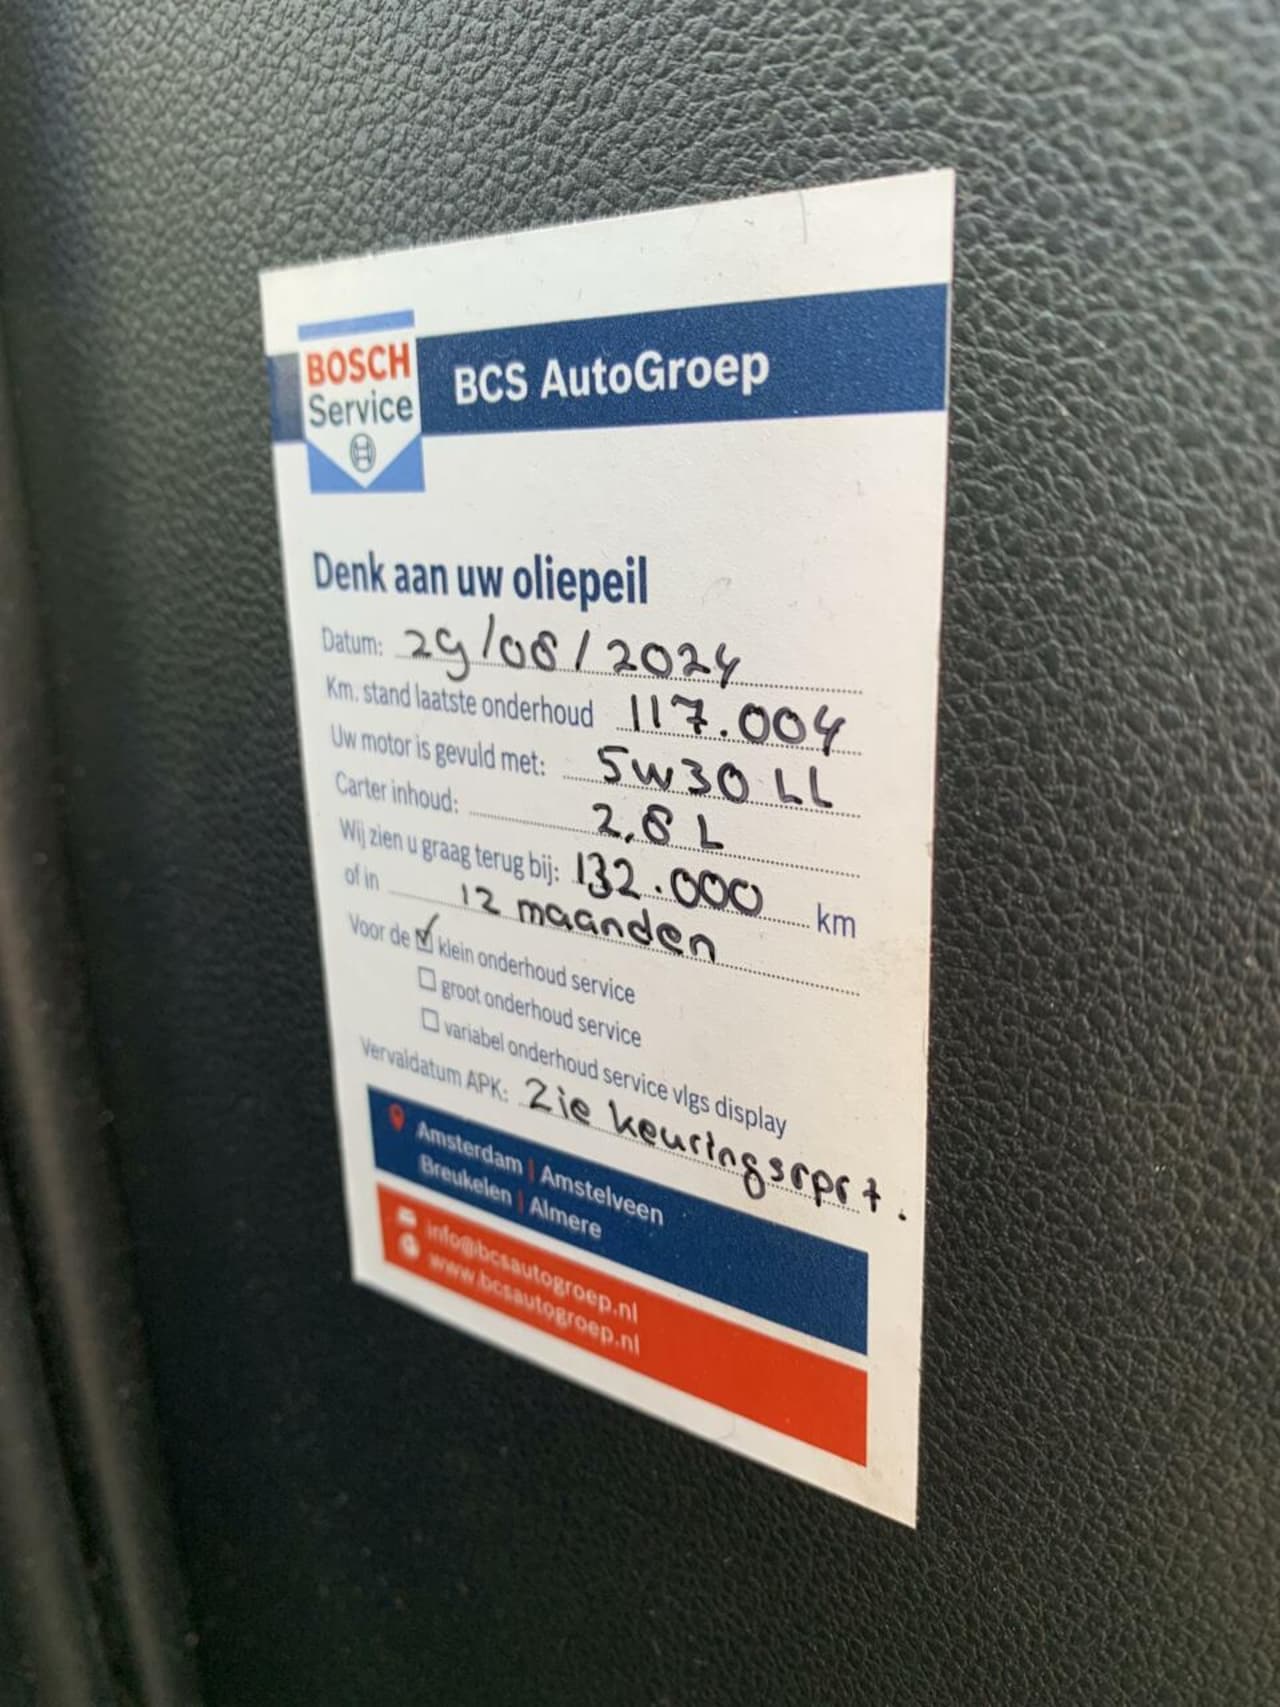 BOSCH
Service
BCS AutoGroep
Denk aan uw oliepeil
Datum: 29/08/2024
Km. stand laatste onderhoud 117.004
Uw motor is gevuld met: 5W30 LL
Carter inhoud: 2,8 L
Wij zien u graag terug bij: 132.000 km
of in 12 maanden
Voor de ☑ klein onderhoud service
☐ groot onderhoud service
☐ variabel onderhoud service vlgs display
Vervaldatum APK: Zie keuringsrprt.
Amsterdam | Amstelveen
Breukelen | Almere
info@bcsautogroep.nl
www.bcsautogroep.nl